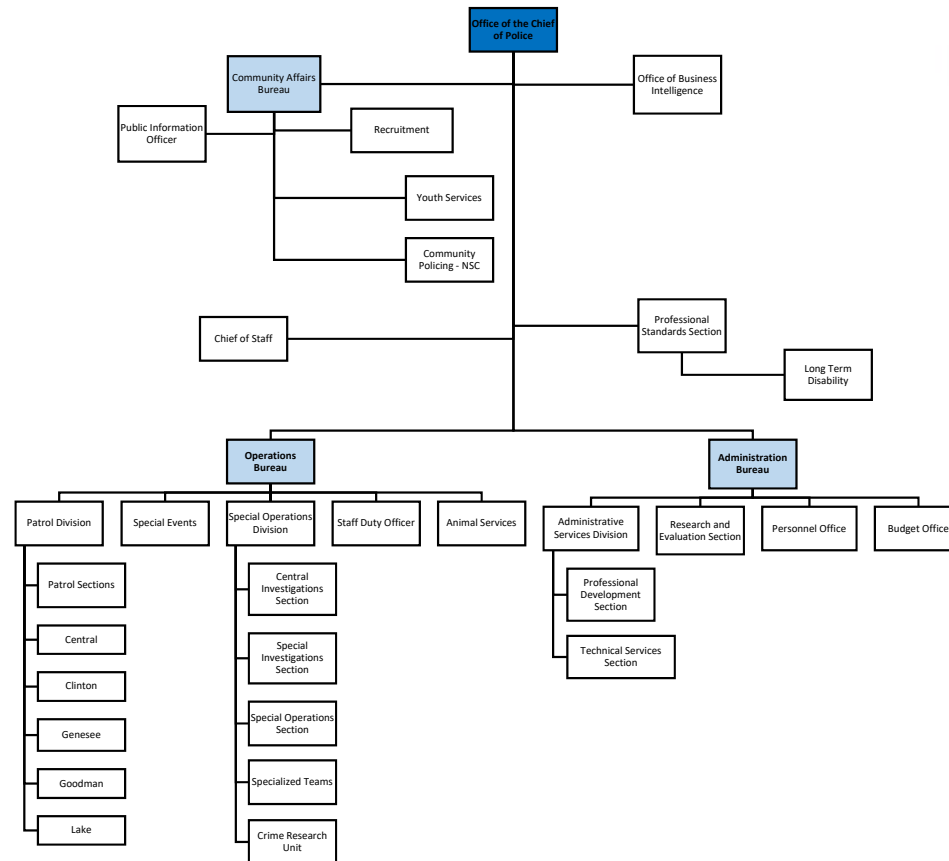 Office of the Chief
of Police
Community Affairs
Bureau
Office of Business
Intelligence
Public Information
Officer
Recruitment
Youth Services
Community
Policing - NSC
Chief of Staff
Professional
Standards Section
Long Term
Disability
Operations
Bureau
Administration
Bureau
Patrol Division
Special Events
Special Operations
Division
Staff Duty Officer
Animal Services
Administrative
Services Division
Research and
Evaluation Section
Personnel Office
Budget Office
Patrol Sections
Central
Clinton
Genesee
Goodman
Lake
Central
Investigations
Section
Special
Investigations
Section
Special Operations
Section
Specialized Teams
Crime Research
Unit
Professional
Development
Section
Technical Services
Section